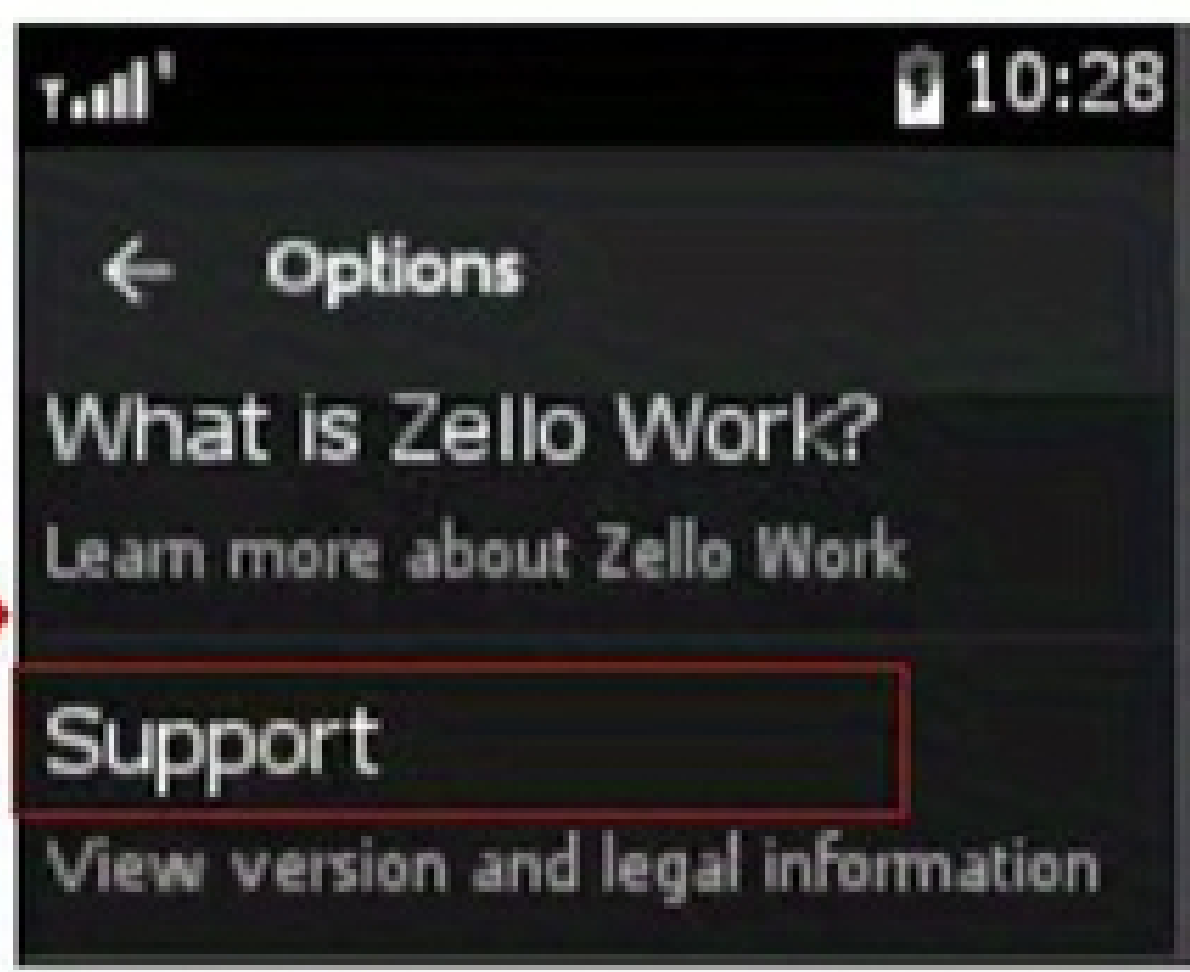 10:28
Options
What is Zello Work?
Learn more about Zello Work
Support
View version and legal information